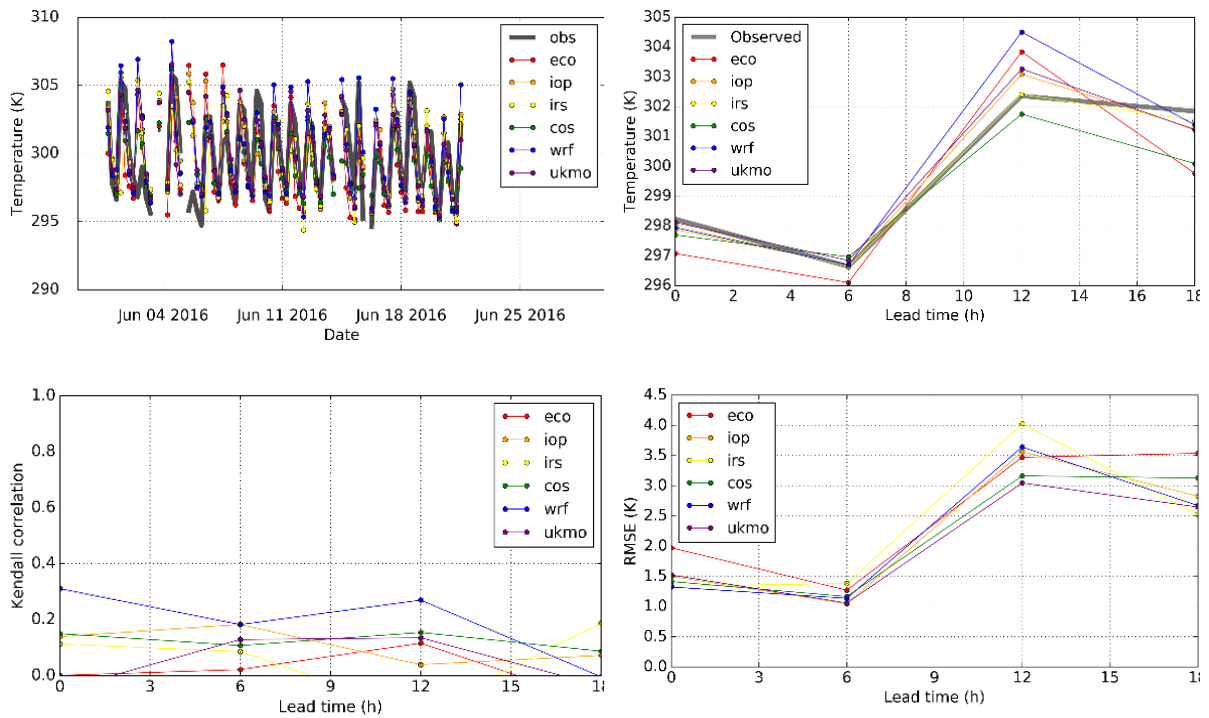 310
305
300
295
290
Temperature (K)
obs
eco
iop
irs
cos
wrf
ukmo
Jun 04 2016
Jun 11 2016
Jun 18 2016
Jun 25 2016
Date
305
304
303
302
301
300
299
298
297
296
Temperature (K)
Observed
eco
iop
irs
cos
wrf
ukmo
0
2
4
6
8
10
12
14
16
18
Lead time (h)
1.0
0.8
0.6
0.4
0.2
0.0
Kendall correlation
eco
iop
irs
cos
wrf
ukmo
0
3
6
9
12
15
18
Lead time (h)
4.5
4.0
3.5
3.0
2.5
2.0
1.5
1.0
0.5
0.0
RMSE (K)
eco
iop
irs
cos
wrf
ukmo
0
3
6
9
12
15
18
Lead time (h)